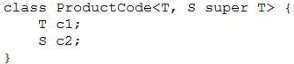 class ProductCode<T, S super T> {
    T c1;
    S c2;
}